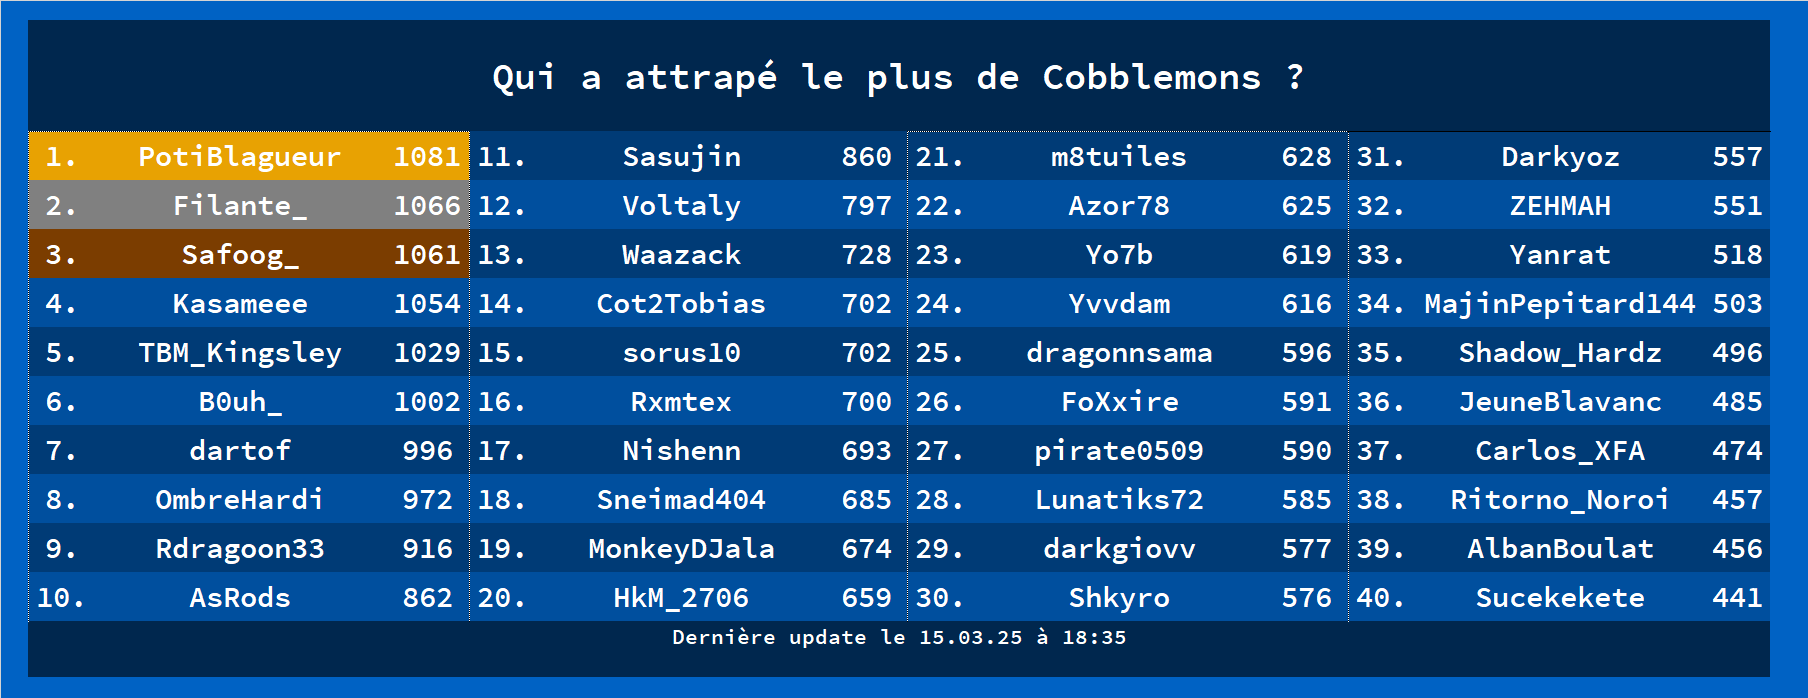 Qui a attrapé le plus de Cobblemons ?
1. PotiBlagueur 1081 11. Sasujin 860 21. m8tuiles 628 31. Darkyoz 557
2. Filante_ 1066 12. Voltaly 797 22. Azor78 625 32. ZEHMAH 551
3. Safoog_ 1061 13. Waazack 728 23. Yo7b 619 33. Yanrat 518
4. Kasameee 1054 14. Cot2Tobias 702 24. Yvvdam 616 34. MajinPepitard144 503
5. TBM_Kingsley 1029 15. sorus10 702 25. dragonnsama 596 35. Shadow_Hardz 496
6. B0uh_ 1002 16. Rxmtex 700 26. FoXxire 591 36. JeuneBlavanc 485
7. dartof 996 17. Nishenn 693 27. pirate0509 590 37. Carlos_XFA 474
8. OmbreHardi 972 18. Sneimad404 685 28. Lunatiks72 585 38. Ritorno_Noroi 457
9. Rdragoon33 916 19. MonkeyDJala 674 29. darkgiovv 577 39. AlbanBoulat 456
10. AsRods 862 20. HkM_2706 659 30. Shkyro 576 40. Sucekekete 441
Dernière update le 15.03.25 à 18:35